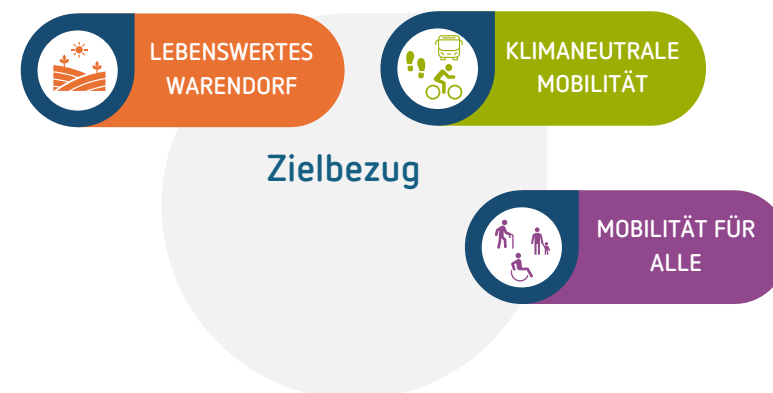 LEBENSWERTES
WARENDORF
KLIMANEUTRALE
MOBILITÄT
Zielbezug
MOBILITÄT FÜR
ALLE